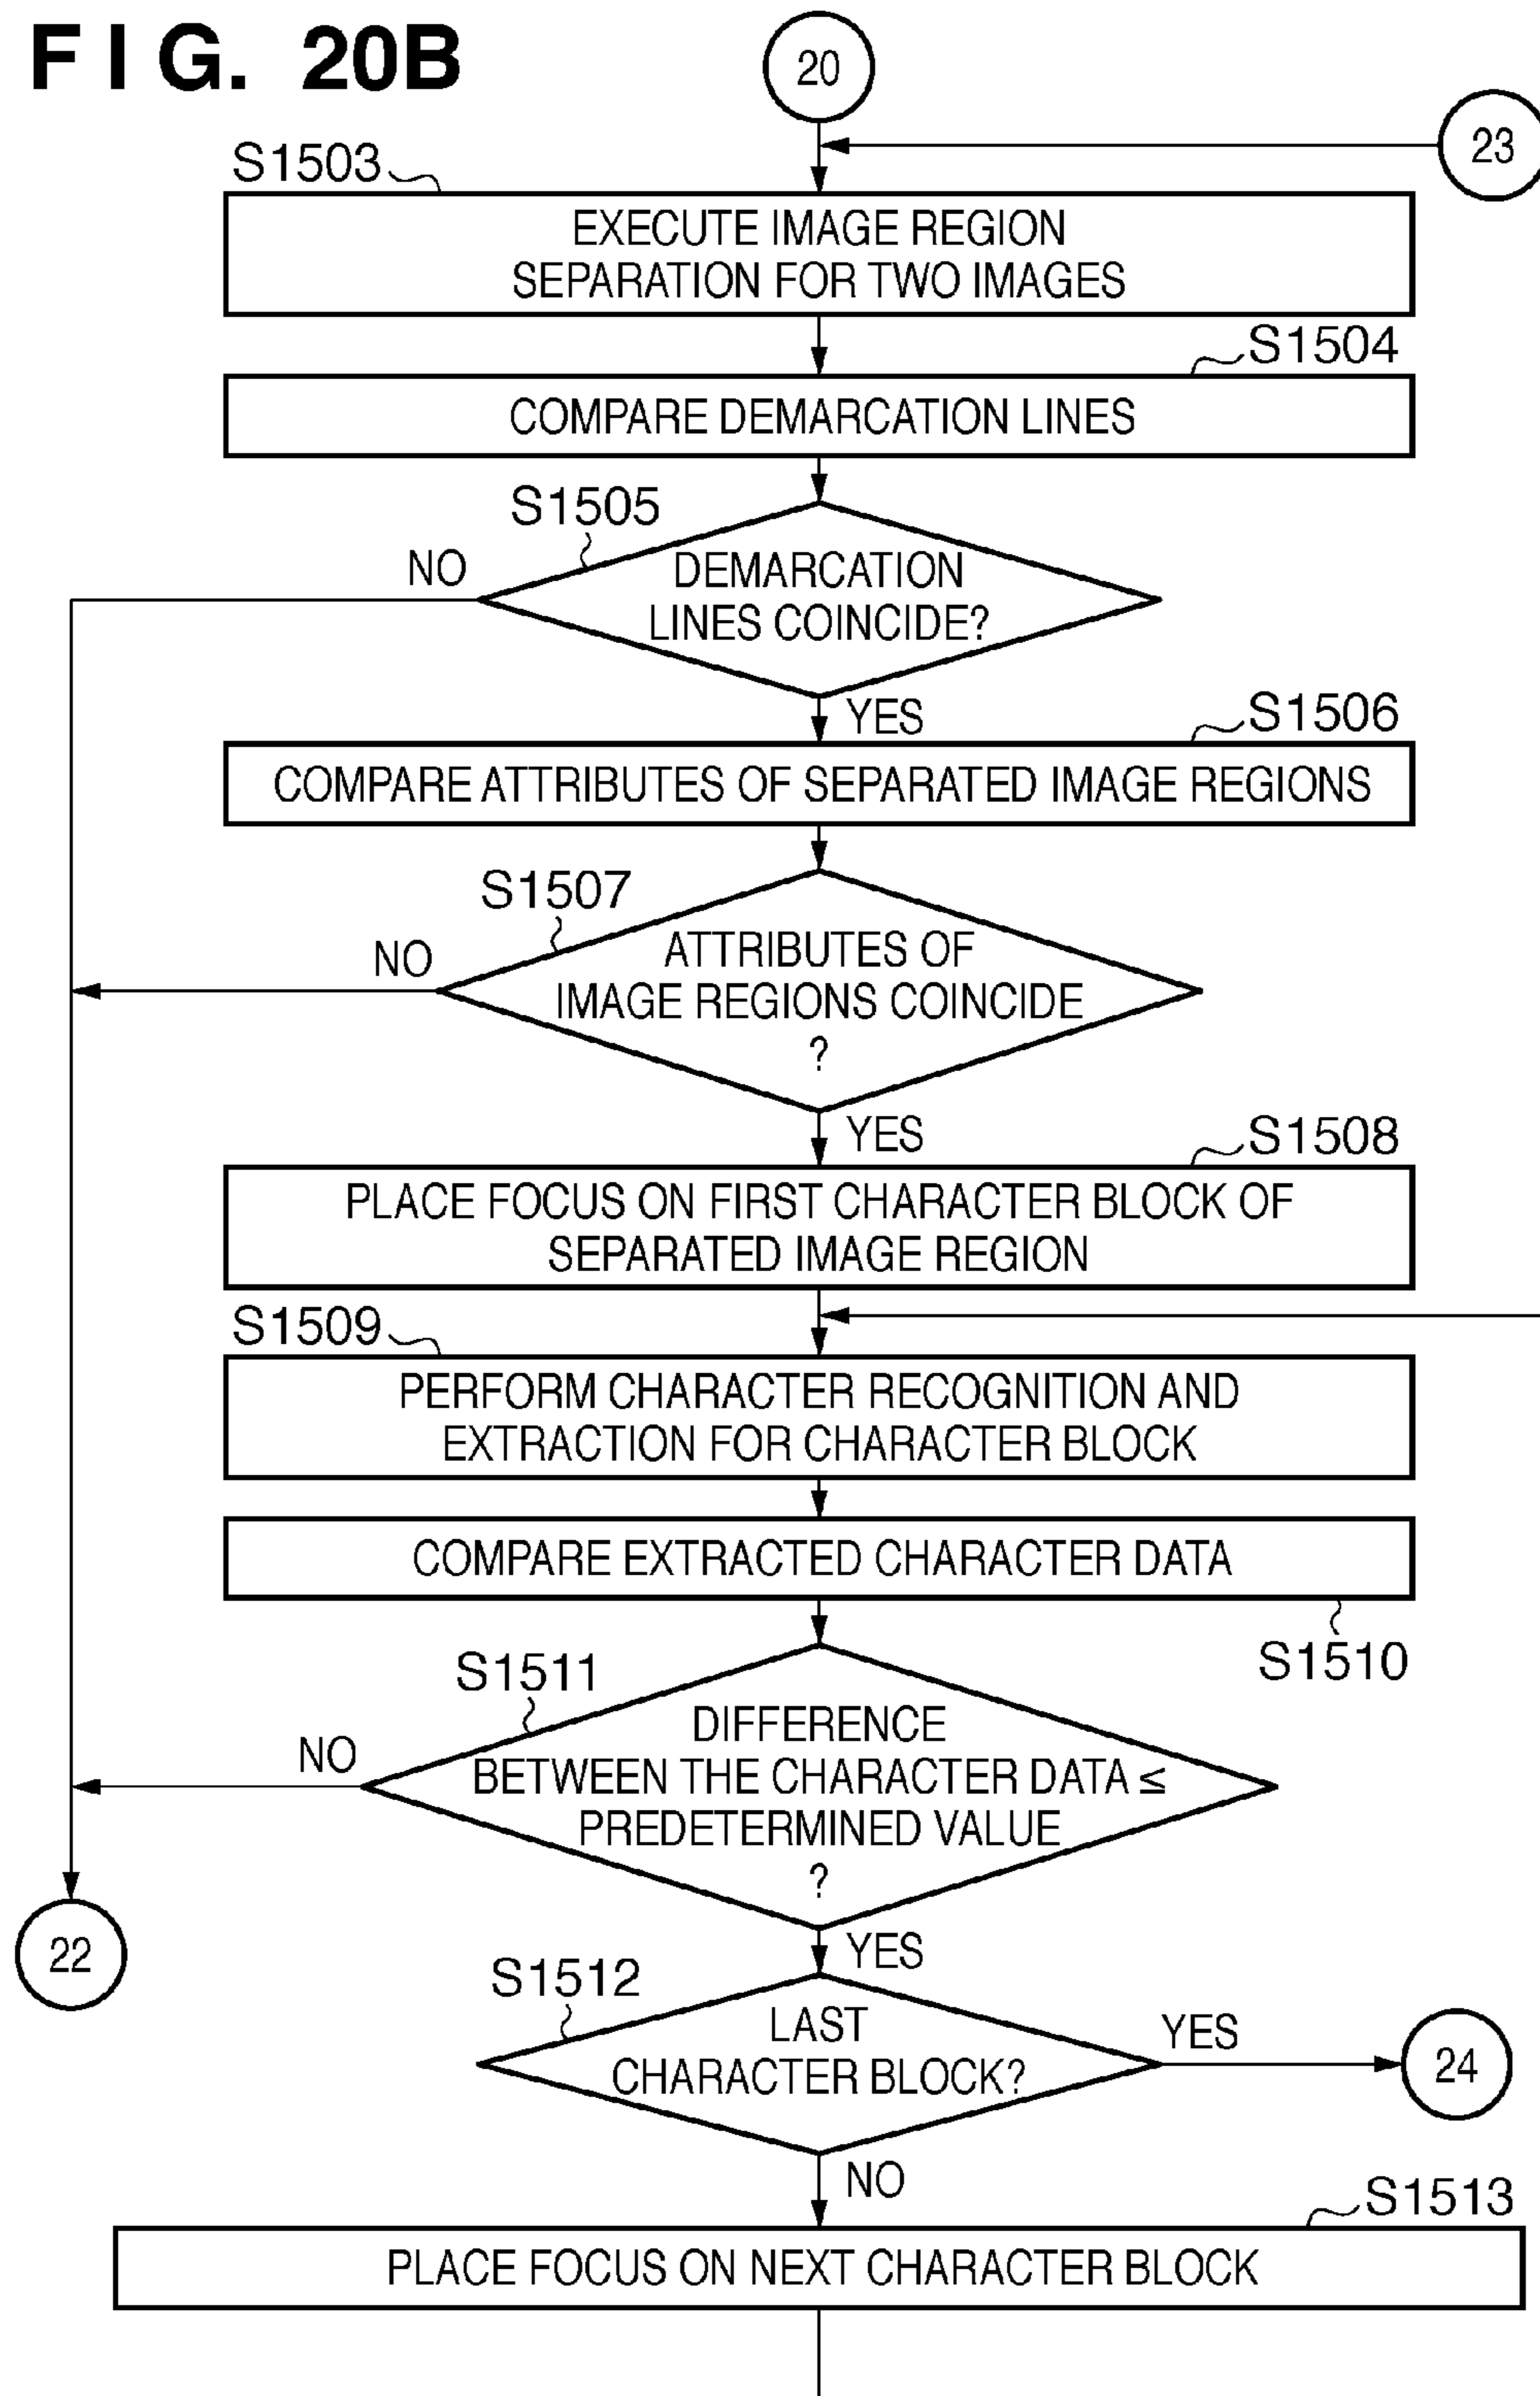 FIG. 20B
20
23
S1503
EXECUTE IMAGE REGION
SEPARATION FOR TWO IMAGES
S1504
COMPARE DEMARCATION LINES
S1505
NO
DEMARCATION
LINES COINCIDE?
YES
S1506
COMPARE ATTRIBUTES OF SEPARATED IMAGE REGIONS
S1507
NO
ATTRIBUTES OF
IMAGE REGIONS COINCIDE
?
YES
S1508
PLACE FOCUS ON FIRST CHARACTER BLOCK OF
SEPARATED IMAGE REGION
S1509
PERFORM CHARACTER RECOGNITION AND
EXTRACTION FOR CHARACTER BLOCK
COMPARE EXTRACTED CHARACTER DATA
S1510
S1511
NO
DIFFERENCE
BETWEEN THE CHARACTER DATA ≤
PREDETERMINED VALUE
?
22
YES
S1512
LAST
CHARACTER BLOCK?
YES
24
NO
S1513
PLACE FOCUS ON NEXT CHARACTER BLOCK